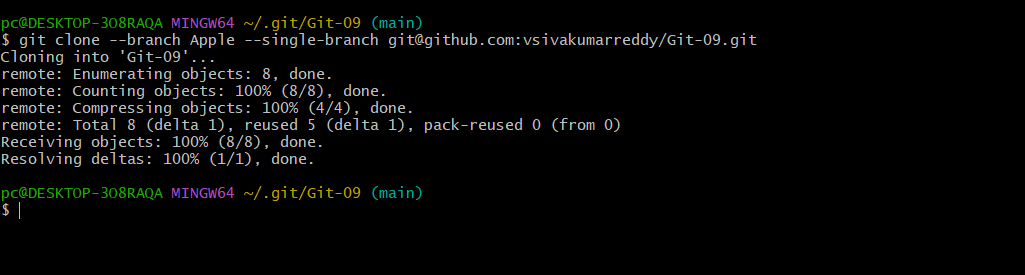 pc@DESKTOP-3O8RAQA MINGW64 ~/.git/Git-09 (main)
$ git clone --branch Apple --single-branch git@github.com:vsivakumarreddy/Git-09.git
Cloning into 'Git-09'...
remote: Enumerating objects: 8, done.
remote: Counting objects: 100% (8/8), done.
remote: Compressing objects: 100% (4/4), done.
remote: Total 8 (delta 1), reused 5 (delta 1), pack-reused 0 (from 0)
Receiving objects: 100% (8/8), done.
Resolving deltas: 100% (1/1), done.
pc@DESKTOP-3O8RAQA MINGW64 ~/.git/Git-09 (main)
$